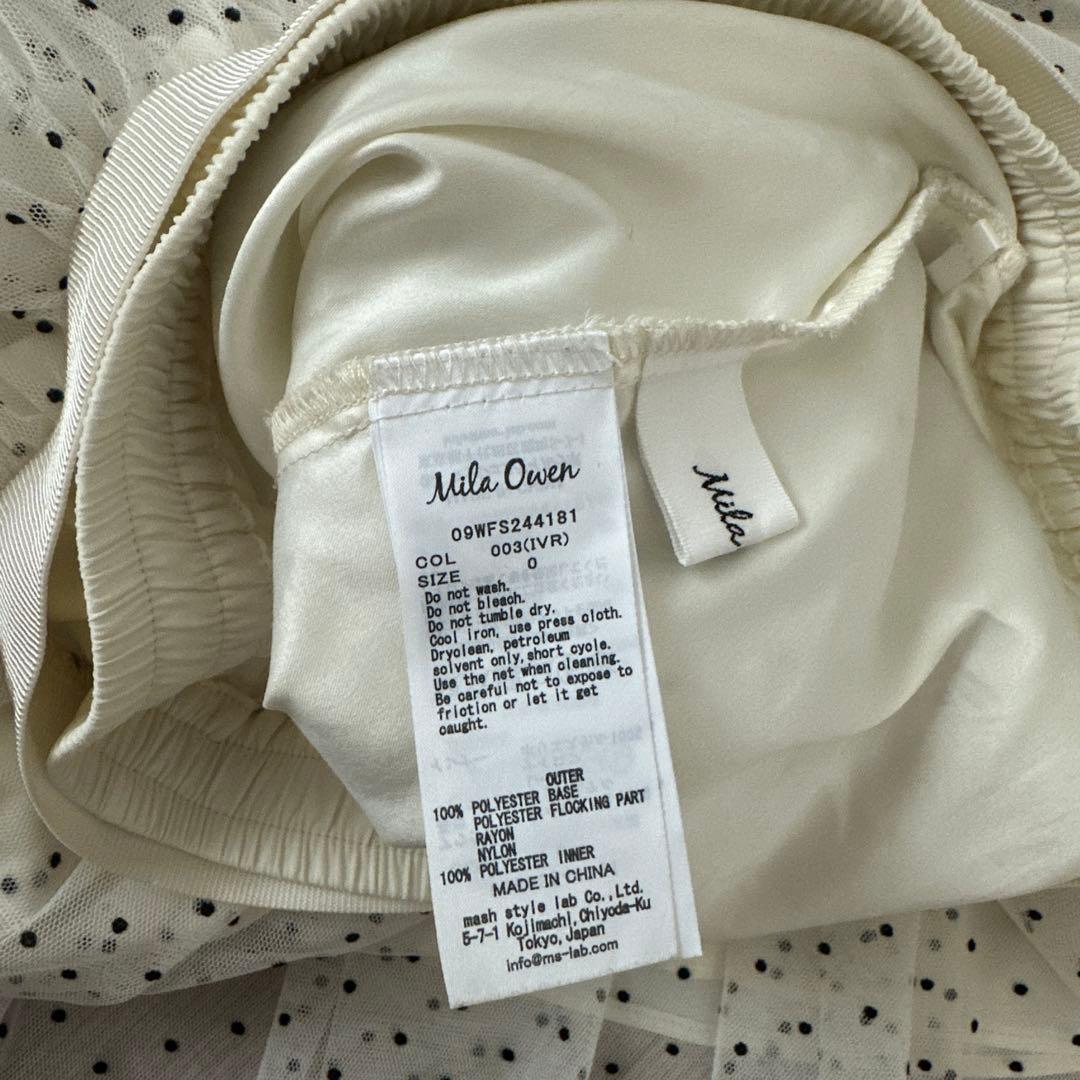 Mila Owen
09WFS244181
COL 003(IVR)
SIZE 0
Do not wash.
Do not bleach.
Do not tumble dry.
Cool iron, use press cloth.
Dryclean, petroleum
solvent only, short cycle.
Use the net when cleaning.
Be careful not to expose to
friction or let it get
caught.
OUTER
100% POLYESTER BASE
POLYESTER FLOCKING PART
RAYON
NYLON
100% POLYESTER INNER
MADE IN CHINA
mash style lab Co., Ltd.
5-7-1 Kojimachi, Chiyoda-Ku
Tokyo, Japan
info@ms-lab.com
Mila